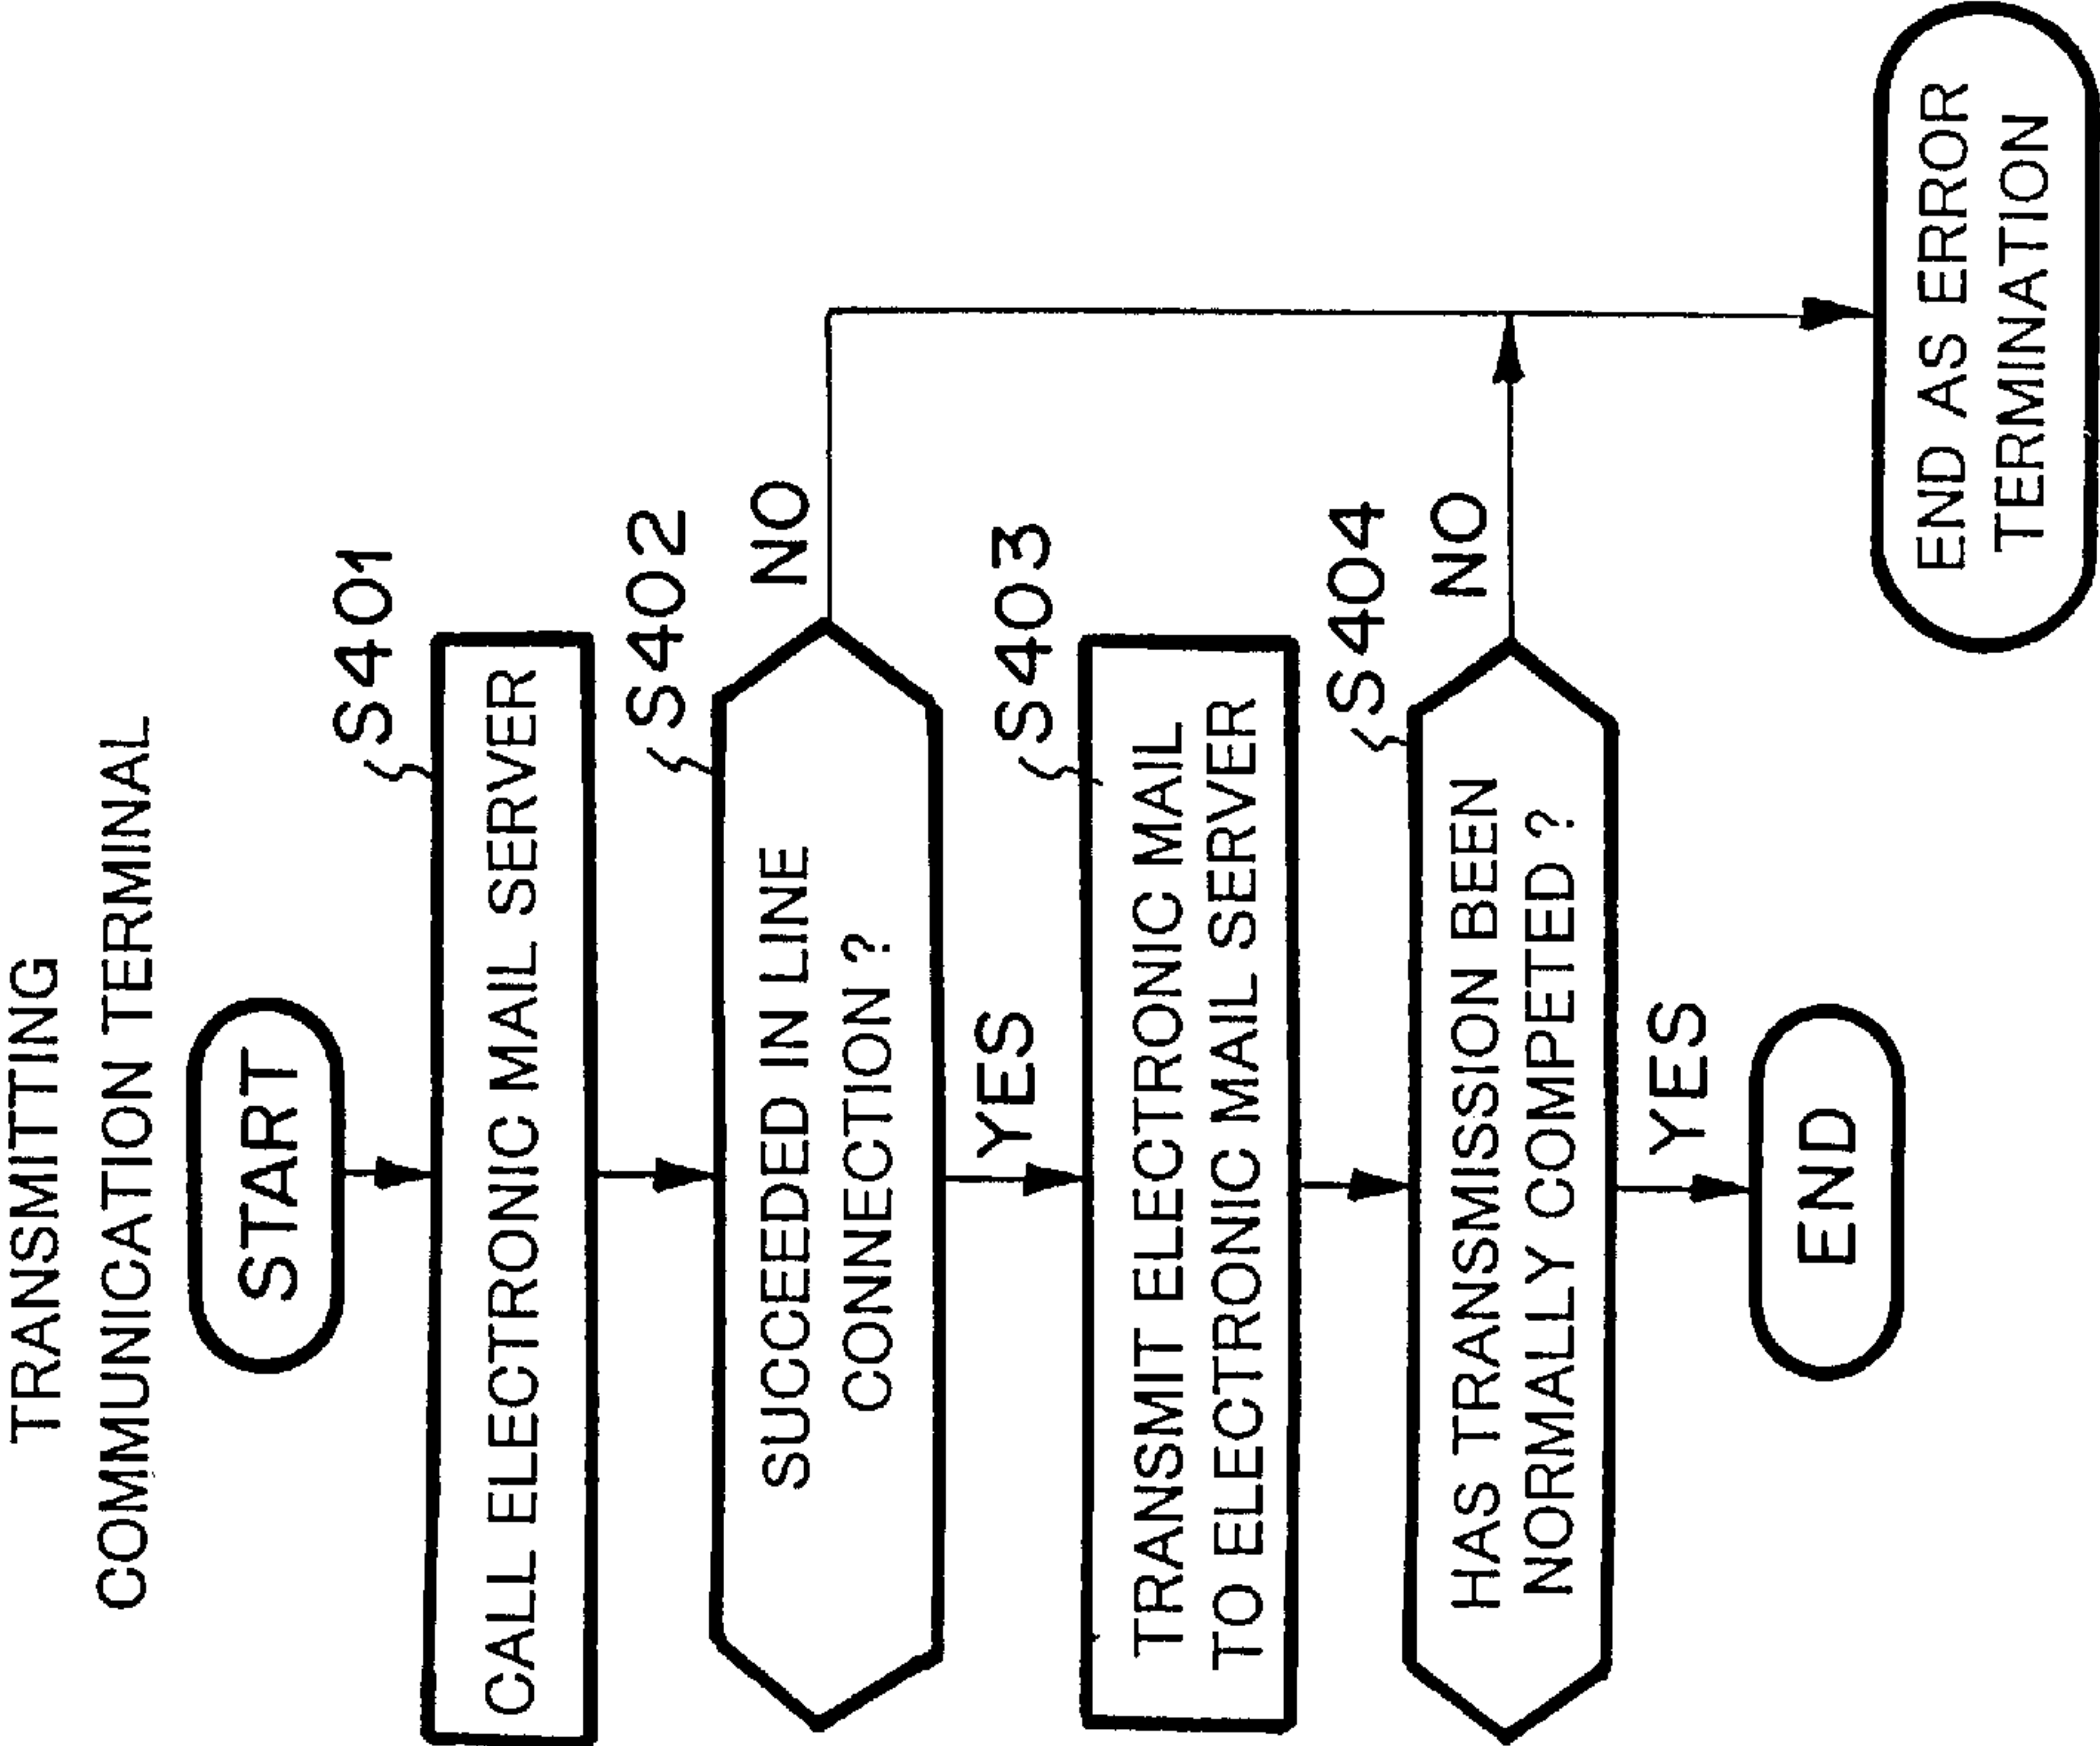 TRANSMITTING
COMMUNICATION TERMINAL
START
S401
CALL ELECTRONIC MAIL SERVER
S402
SUCCEEDED IN LINE
CONNECTION ?
NO
YES
S403
TRANSMIT ELECTRONIC MAIL
TO ELECTRONIC MAIL SERVER
S404
HAS TRANSMISSION BEEN
NORMALLY COMPETED ?
NO
YES
END
END AS ERROR
TERMINATION